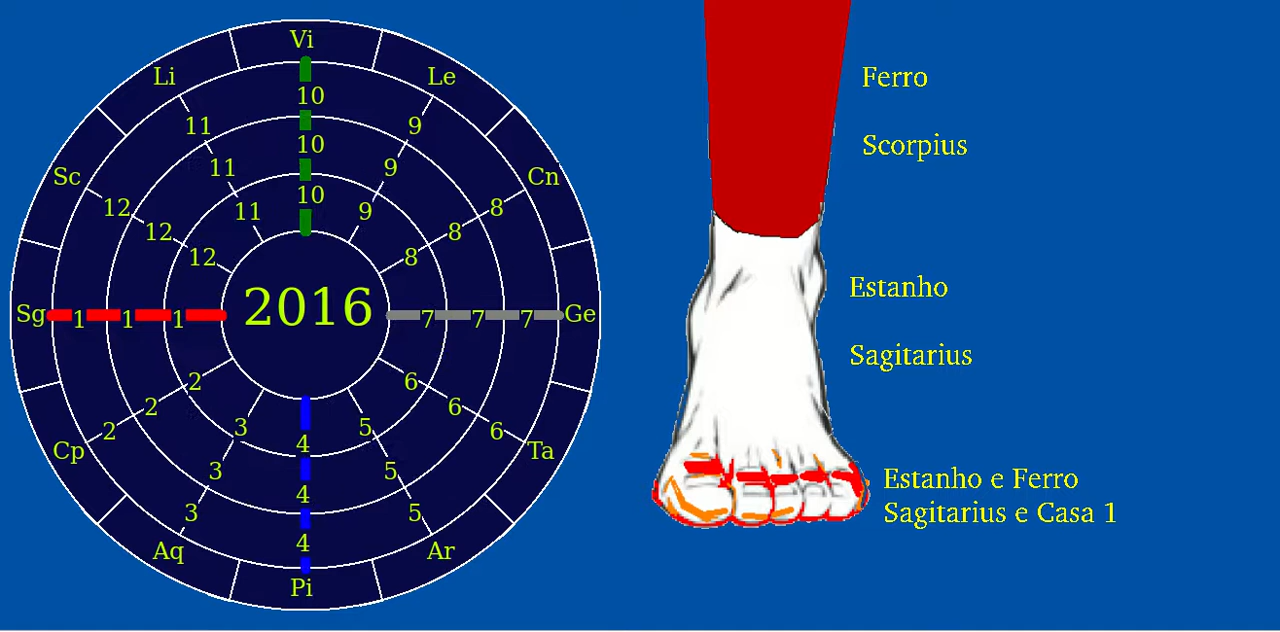 Vi
Li
Le
Sc
Cn
Sg
Ge
Cp
Ta
Aq
Ar
Pi
10
10
10
11
11
11
9
9
9
12
12
12
8
8
8
1
1
1
2016
7
7
7
2
2
2
6
6
6
3
3
3
5
5
5
4
4
4
Ferro
Scorpius
Estanho
Sagitarius
Estanho e Ferro
Sagitarius e Casa 1